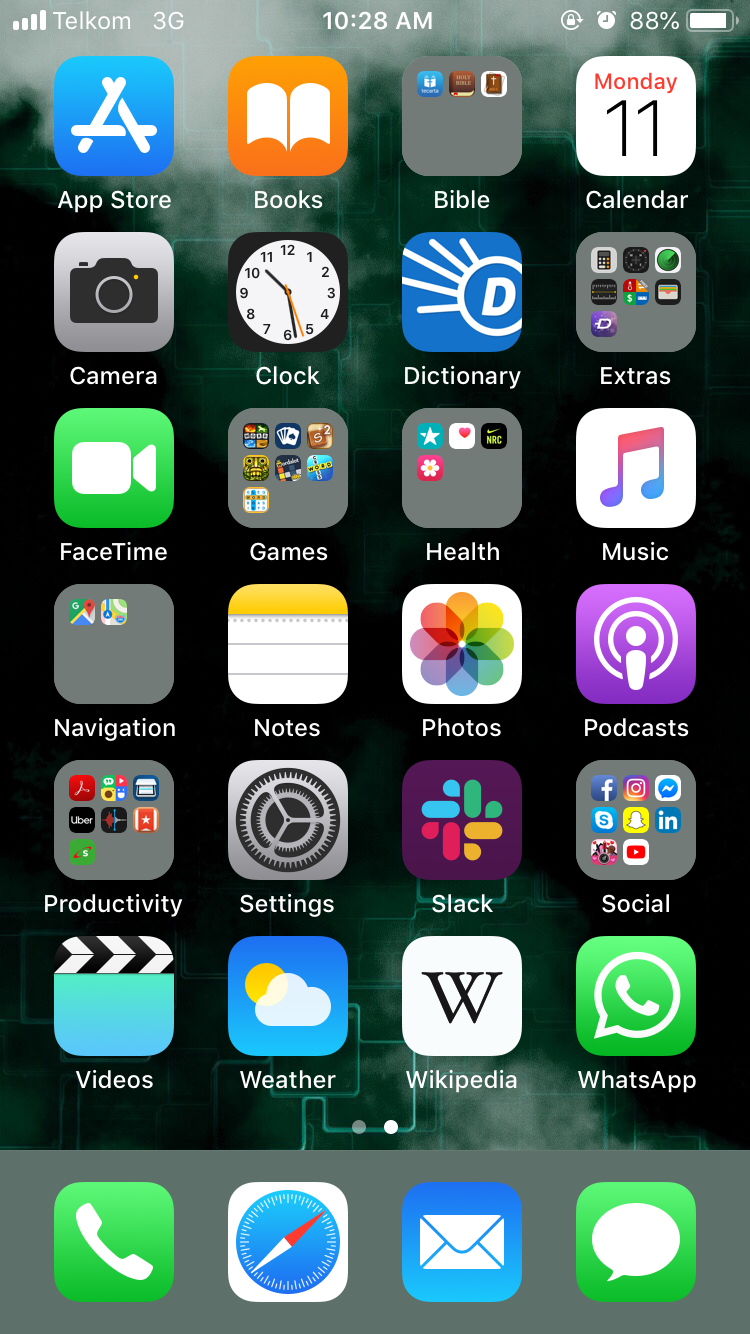 Telkom 3G 10:28 AM 88%
Monday
11
App Store Books Bible Calendar
12
11 1
10 2
9 3
8 4
7 5
6
D
Camera Clock Dictionary Extras
NRC
FaceTime Games Health Music
Navigation Notes Photos Podcasts
Uber
Productivity Settings Slack Social
W
Videos Weather Wikipedia WhatsApp